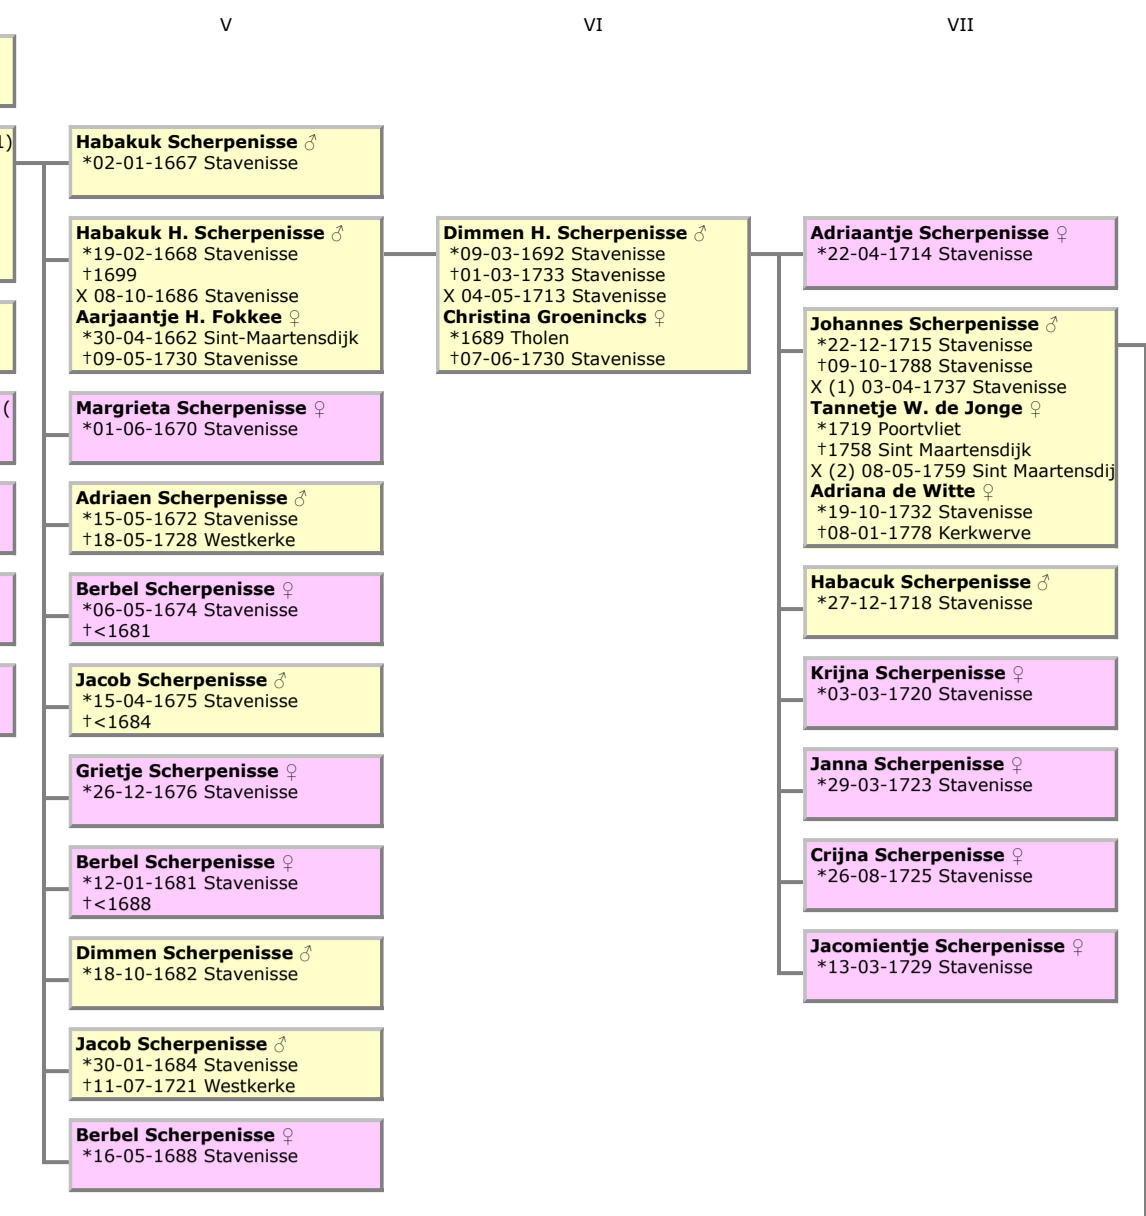 V
VI
VII
1)
(
Habakuk Scherpenisse ♂
*02-01-1667 Stavenisse
Habakuk H. Scherpenisse ♂
*19-02-1668 Stavenisse
†1699
X 08-10-1686 Stavenisse
Aarjaantje H. Fokkee ♀
*30-04-1662 Sint-Maartensdijk
†09-05-1730 Stavenisse
Margrieta Scherpenisse ♀
*01-06-1670 Stavenisse
Adriaen Scherpenisse ♂
*15-05-1672 Stavenisse
†18-05-1728 Westkerke
Berbel Scherpenisse ♀
*06-05-1674 Stavenisse
†<1681
Jacob Scherpenisse ♂
*15-04-1675 Stavenisse
†<1684
Grietje Scherpenisse ♀
*26-12-1676 Stavenisse
Berbel Scherpenisse ♀
*12-01-1681 Stavenisse
†<1688
Dimmen Scherpenisse ♂
*18-10-1682 Stavenisse
Jacob Scherpenisse ♂
*30-01-1684 Stavenisse
†11-07-1721 Westkerke
Berbel Scherpenisse ♀
*16-05-1688 Stavenisse
Dimmen H. Scherpenisse ♂
*09-03-1692 Stavenisse
†01-03-1733 Stavenisse
X 04-05-1713 Stavenisse
Christina Groenincks ♀
*1689 Tholen
†07-06-1730 Stavenisse
Adriaantje Scherpenisse ♀
*22-04-1714 Stavenisse
Johannes Scherpenisse ♂
*22-12-1715 Stavenisse
†09-10-1788 Stavenisse
X (1) 03-04-1737 Stavenisse
Tannetje W. de Jonge ♀
*1719 Poortvliet
†1758 Sint Maartensdijk
X (2) 08-05-1759 Sint Maartensdij
Adriana de Witte ♀
*19-10-1732 Stavenisse
†08-01-1778 Kerkwerve
Habacuk Scherpenisse ♂
*27-12-1718 Stavenisse
Krijna Scherpenisse ♀
*03-03-1720 Stavenisse
Janna Scherpenisse ♀
*29-03-1723 Stavenisse
Crijna Scherpenisse ♀
*26-08-1725 Stavenisse
Jacomientje Scherpenisse ♀
*13-03-1729 Stavenisse